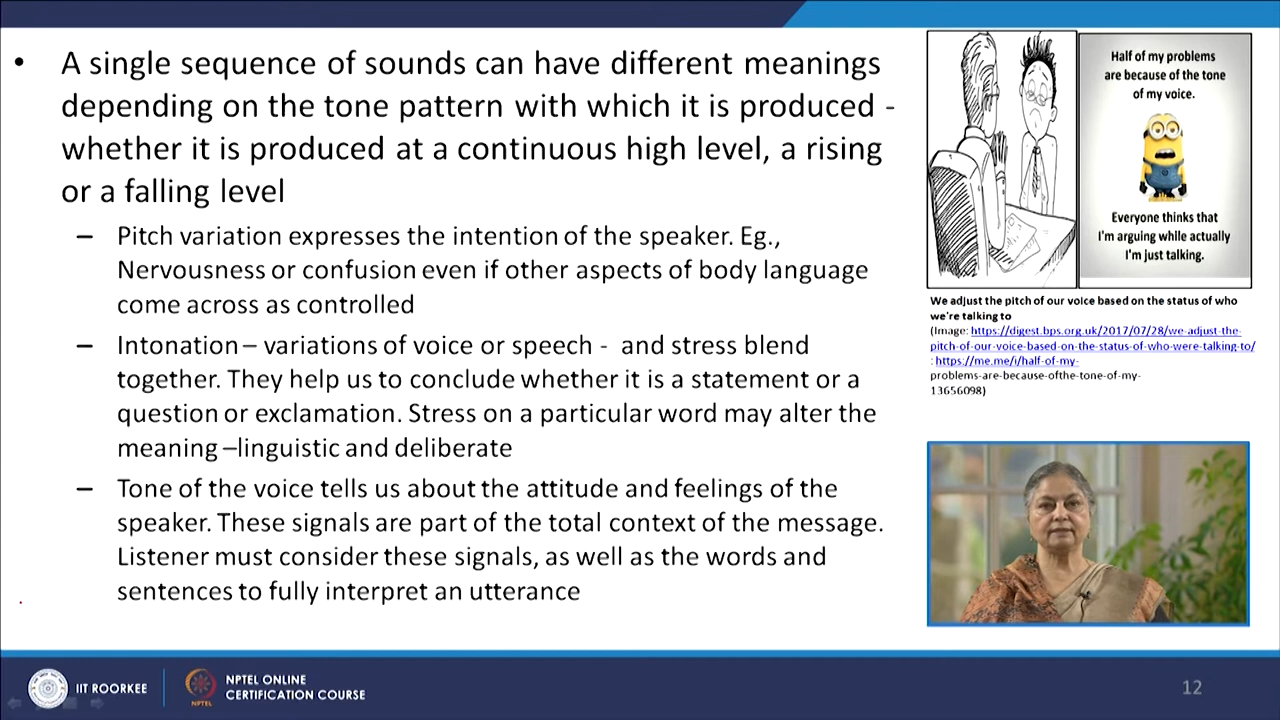 • A single sequence of sounds can have different meanings
depending on the tone pattern with which it is produced -
whether it is produced at a continuous high level, a rising
or a falling level
– Pitch variation expresses the intention of the speaker. Eg.,
Nervousness or confusion even if other aspects of body language
come across as controlled
– Intonation – variations of voice or speech - and stress blend
together. They help us to conclude whether it is a statement or a
question or exclamation. Stress on a particular word may alter the
meaning –linguistic and deliberate
– Tone of the voice tells us about the attitude and feelings of the
speaker. These signals are part of the total context of the message.
Listener must consider these signals, as well as the words and
sentences to fully interpret an utterance
Half of my problems
are because of the tone
of my voice.
Everyone thinks that
I'm arguing while actually
I'm just talking.
We adjust the pitch of our voice based on the status of who
we're talking to
(Image: https://digest.bps.org.uk/2017/07/28/we-adjust-the-
pitch-of-our-voice-based-on-the-status-of-who-were-talking-to/
: https://me.me/i/half-of-my-
problems-are-because-ofthe-tone-of-my-
13656098)
IIT ROORKEE
NPTEL
NPTEL ONLINE
CERTIFICATION COURSE
12